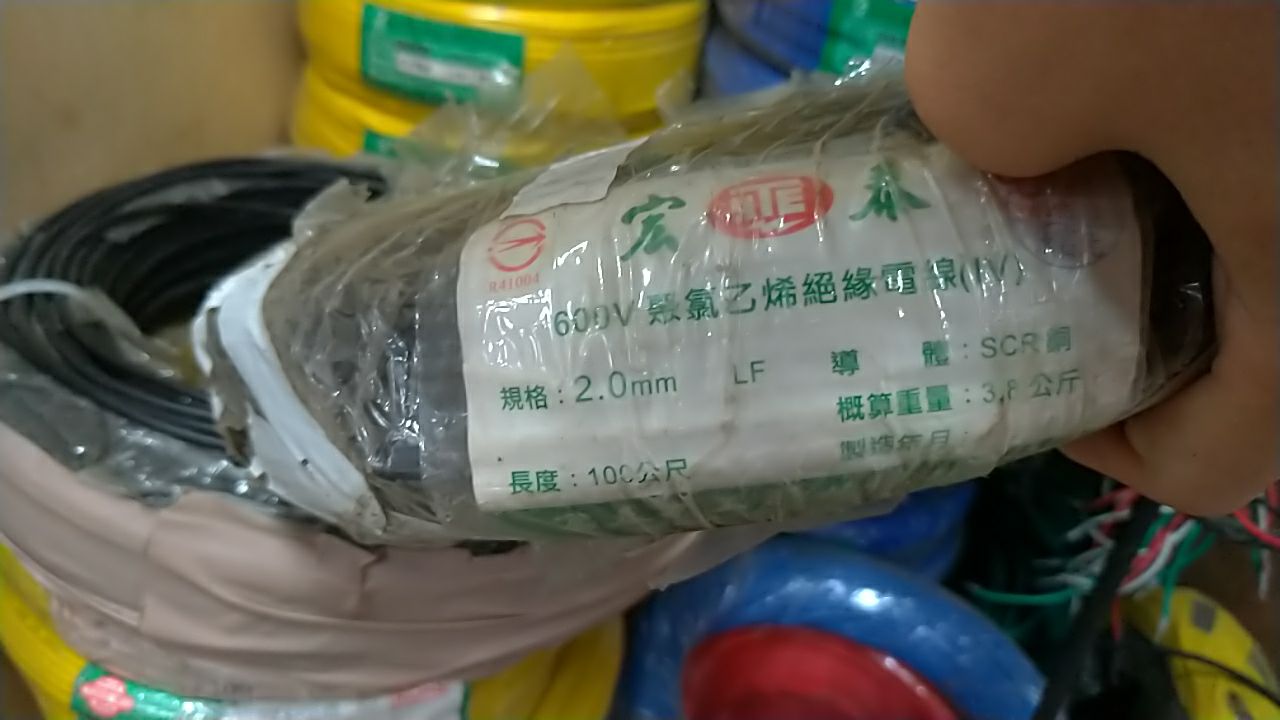 宏 HTE 泰
R41004
600V 聚氯乙烯絕緣電線(IV)
規格：2.0mm LF 導 體：SCR銅
概算重量：3.8 公斤
製造年月：
長度：100公尺